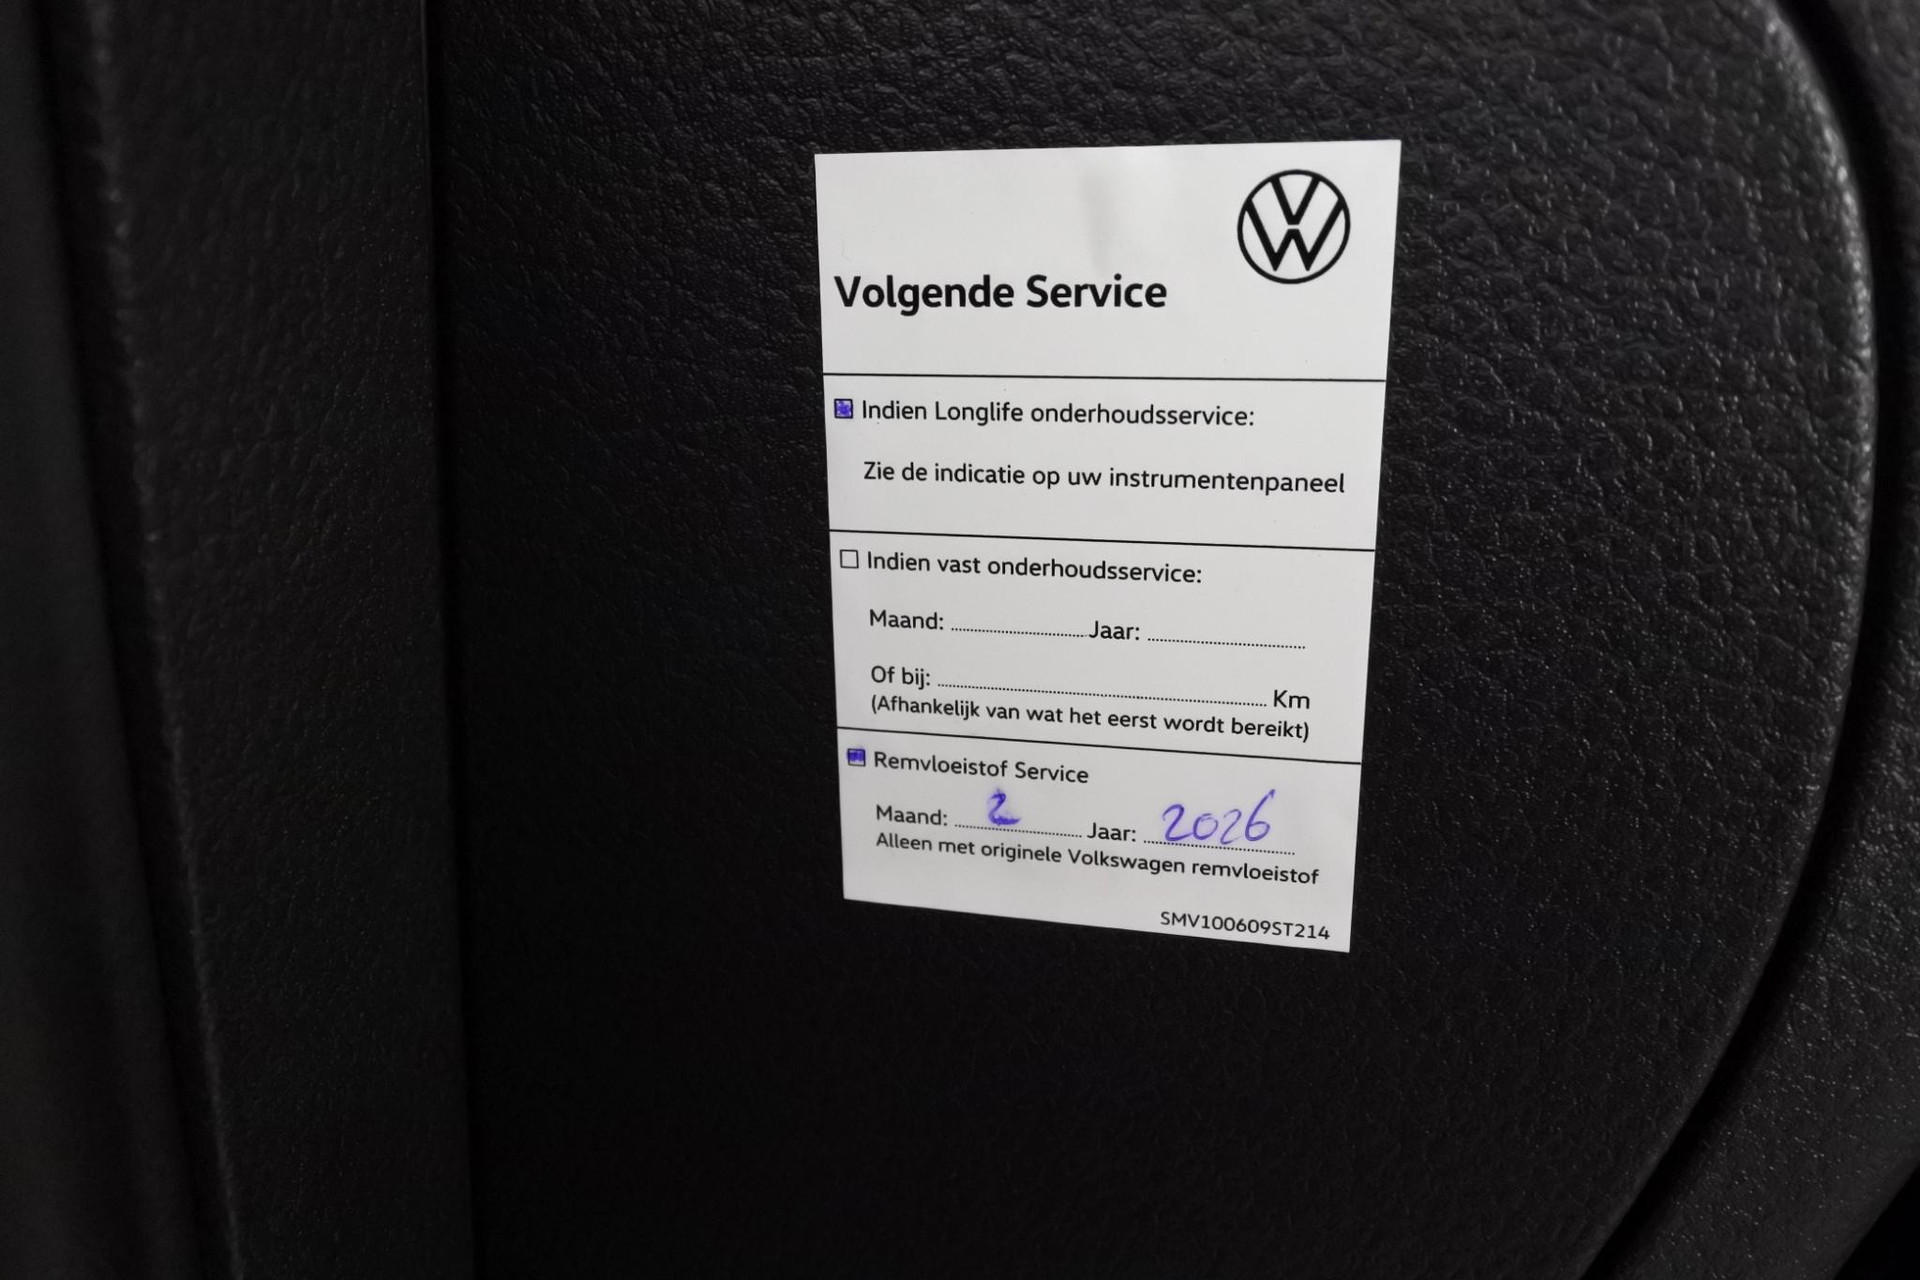 Volgende Service
Indien Longlife onderhoudsservice:
Zie de indicatie op uw instrumentenpaneel
Indien vast onderhoudsservice:
Maand: Jaar:
Of bij: Km
(Afhankelijk van wat het eerst wordt bereikt)
Remvloeistof Service
Maand: 2 Jaar: 2026
Alleen met originele Volkswagen remvloeistof
SMV100609ST214